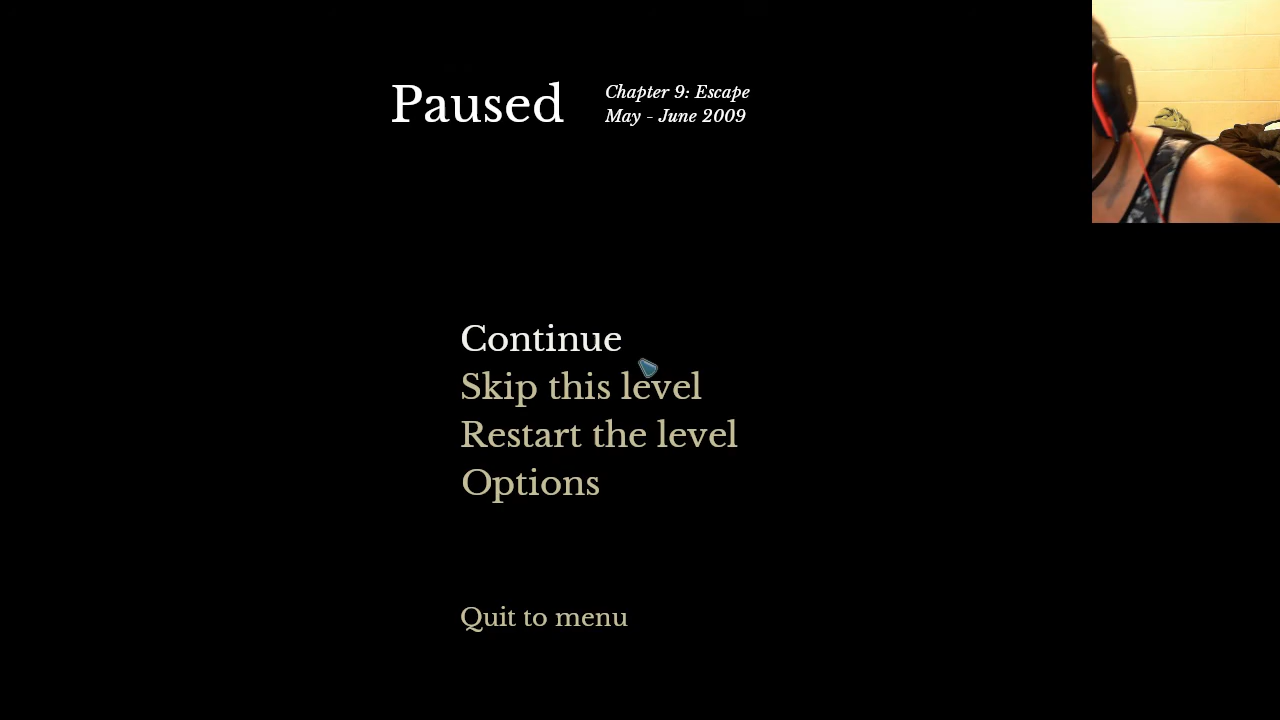 Paused
Chapter 9: Escape
May - June 2009
Continue
Skip this level
Restart the level
Options
Quit to menu